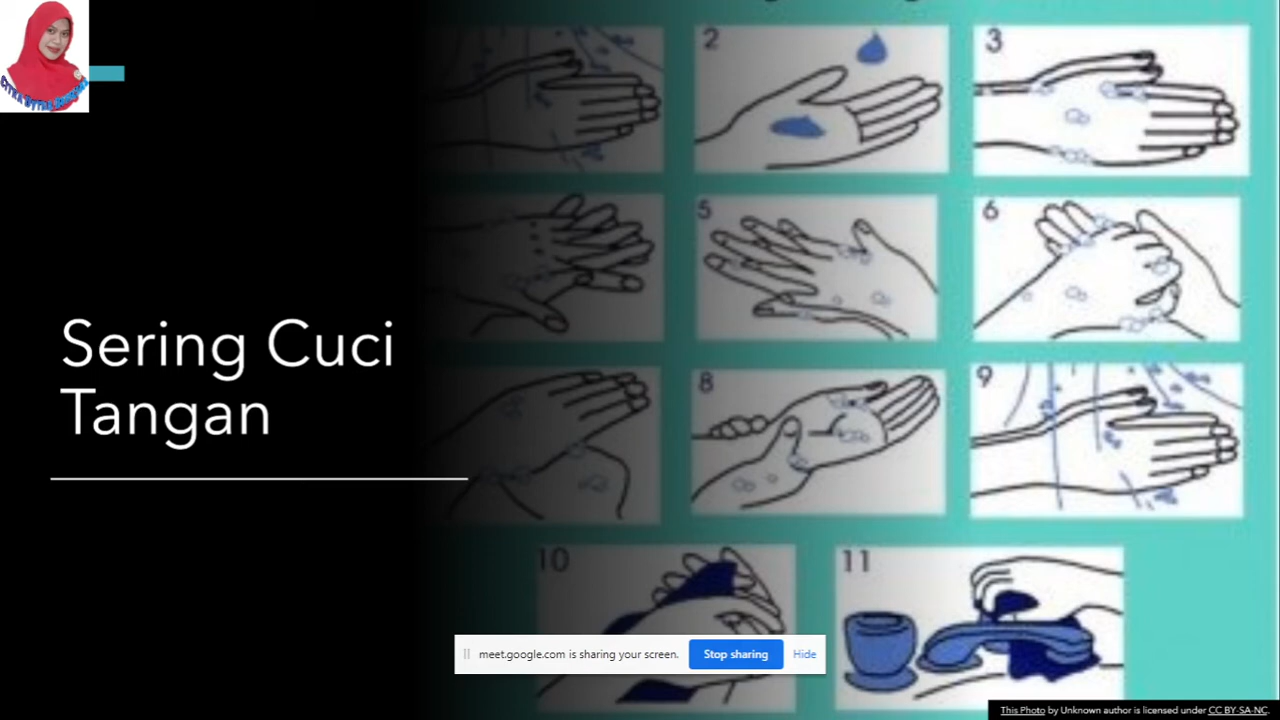 2
3
5
6
Sering Cuci
Tangan
8
9
10
11
meet.google.com is sharing your screen.
Stop sharing
Hide
This Photo by Unknown author is licensed under CC BY-SA-NC.